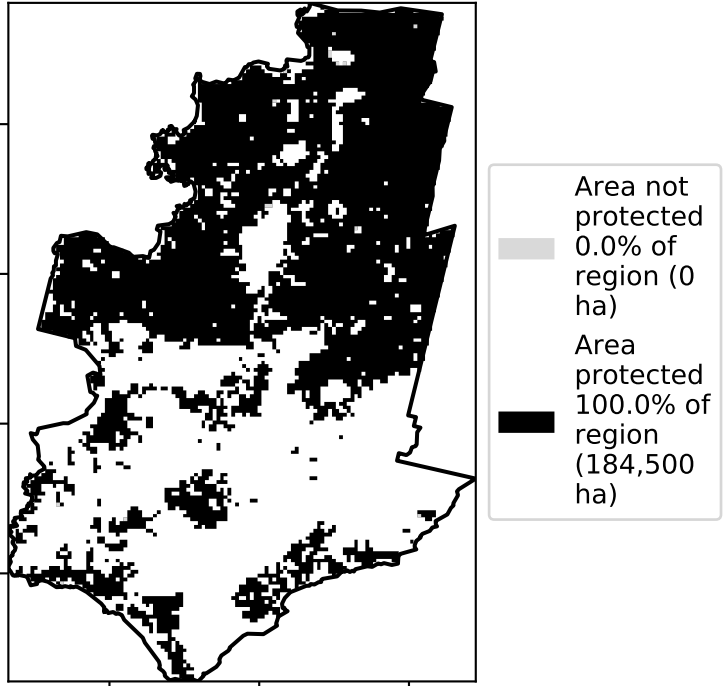 Area not
protected
0.0% of
region (0
ha)
Area
protected
100.0% of
region
(184,500
ha)